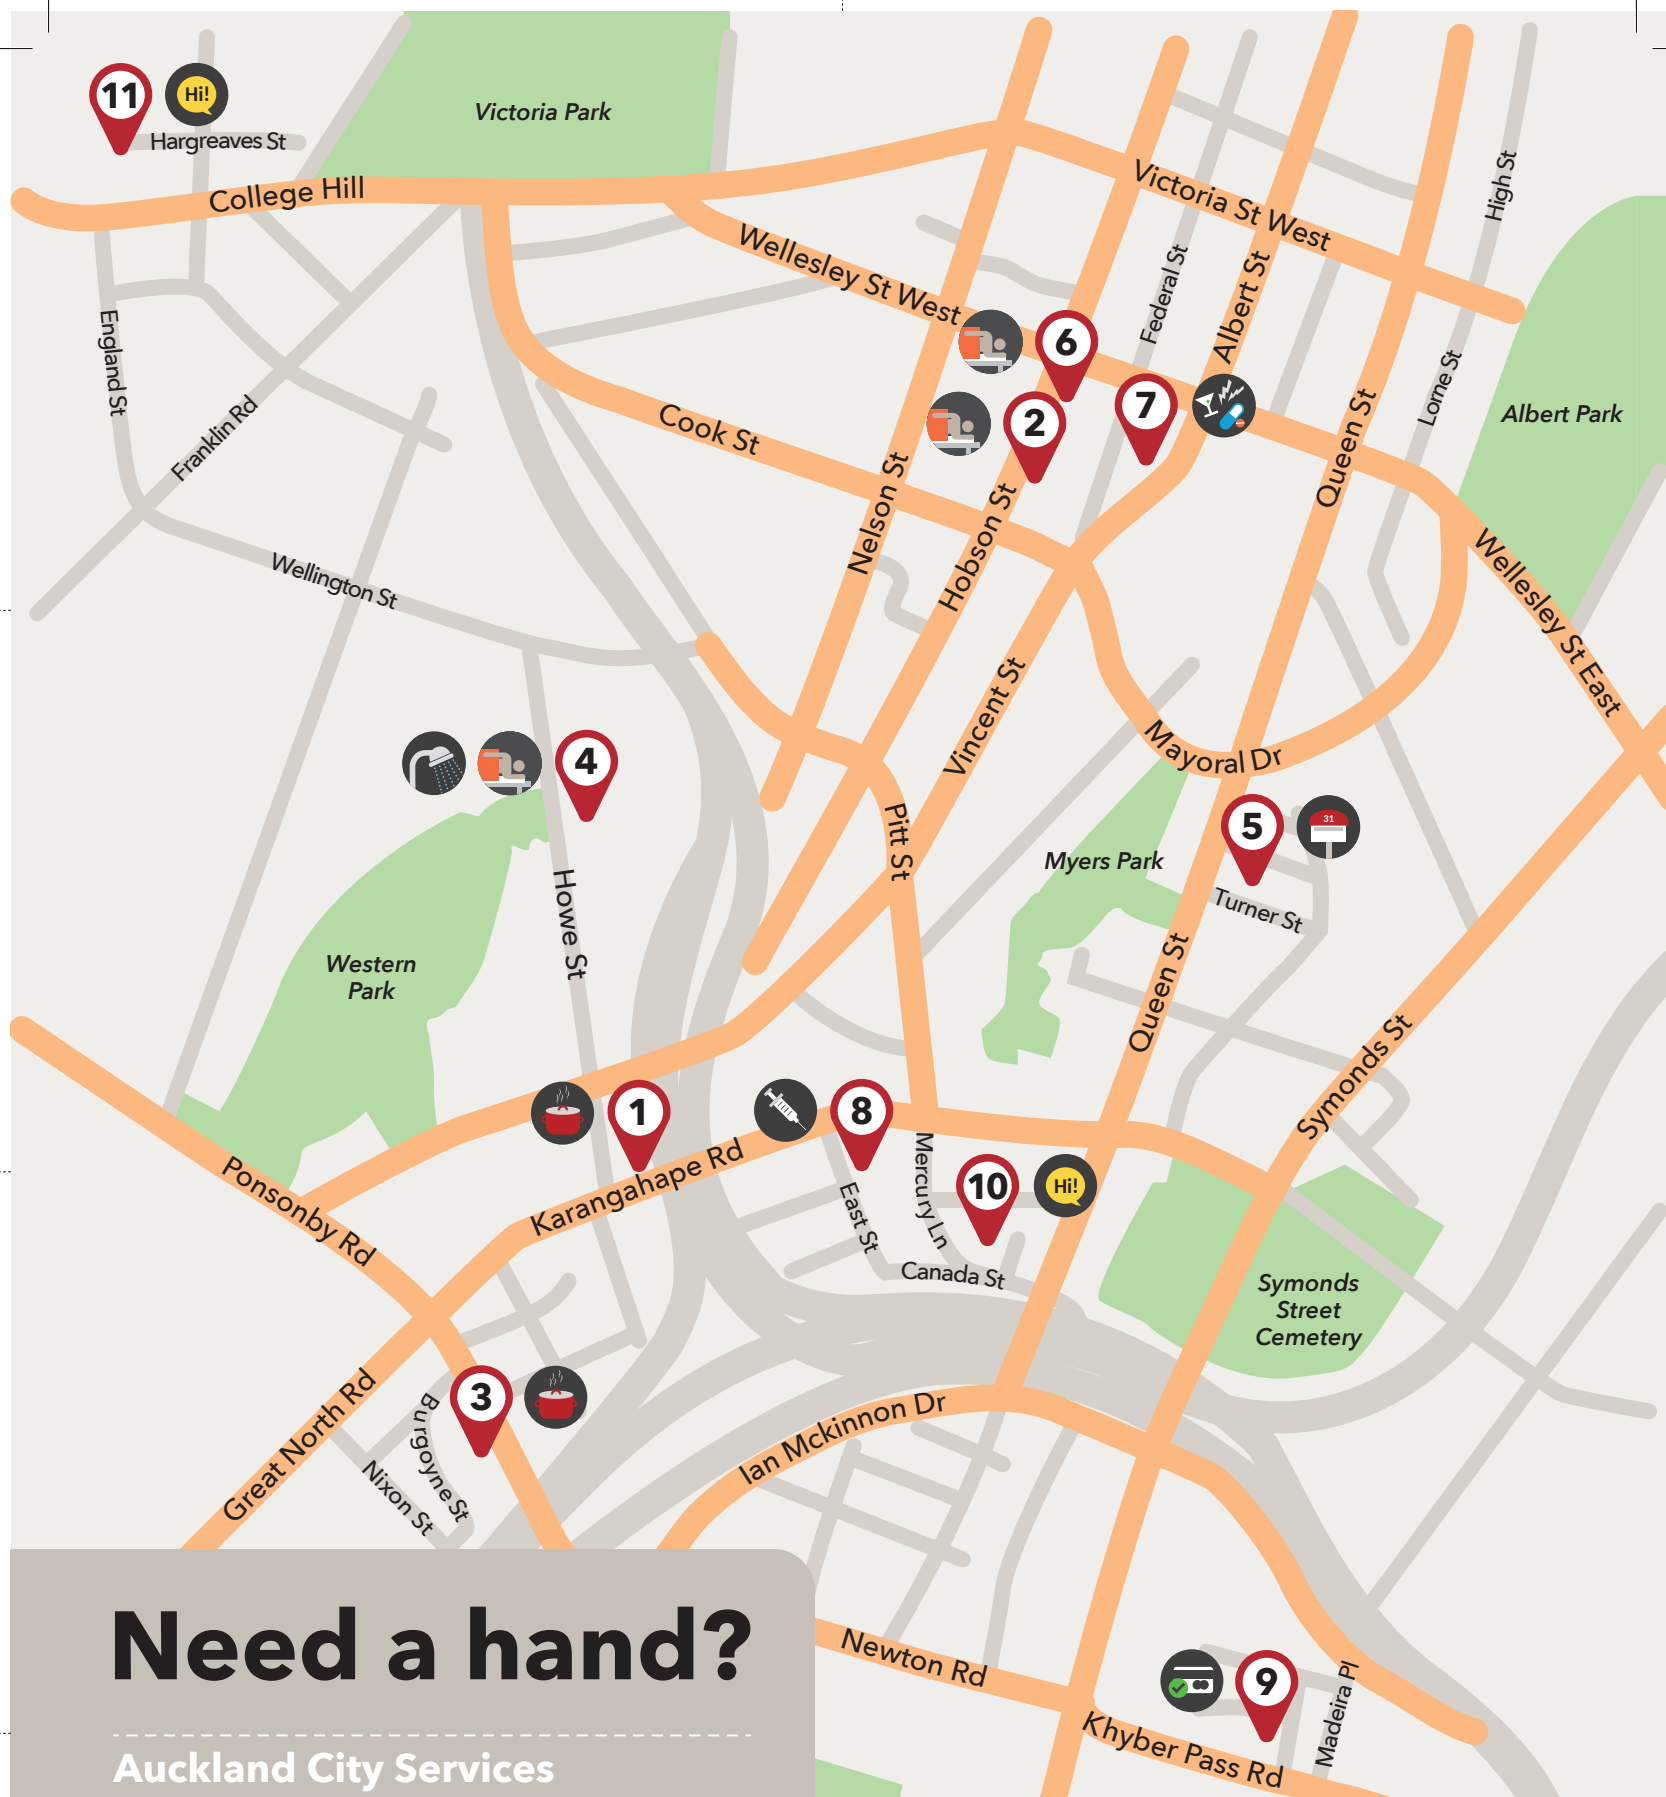 11
Hi!
Hargreaves St
Victoria Park
College Hill
Victoria St West
High St
Wellesley St West
Federal St
Albert St
England St
Franklin Rd
6
2
7
Lorne St
Albert Park
Cook St
Queen St
Nelson St
Hobson St
Wellington St
Wellesley St East
Vincent St
4
Mayoral Dr
Pitt St
5
31
Myers Park
Howe St
Turner St
Western
Park
Queen St
Symonds St
1
8
Karangahape Rd
Mercury Ln
10
Hi!
Ponsonby Rd
East St
Canada St
Symonds
Street
Cemetery
3
Great North Rd
Burgoyne St
Nixon St
Ian Mckinnon Dr
Need a hand?
Newton Rd
9
Madeira Pl
Khyber Pass Rd
Auckland City Services